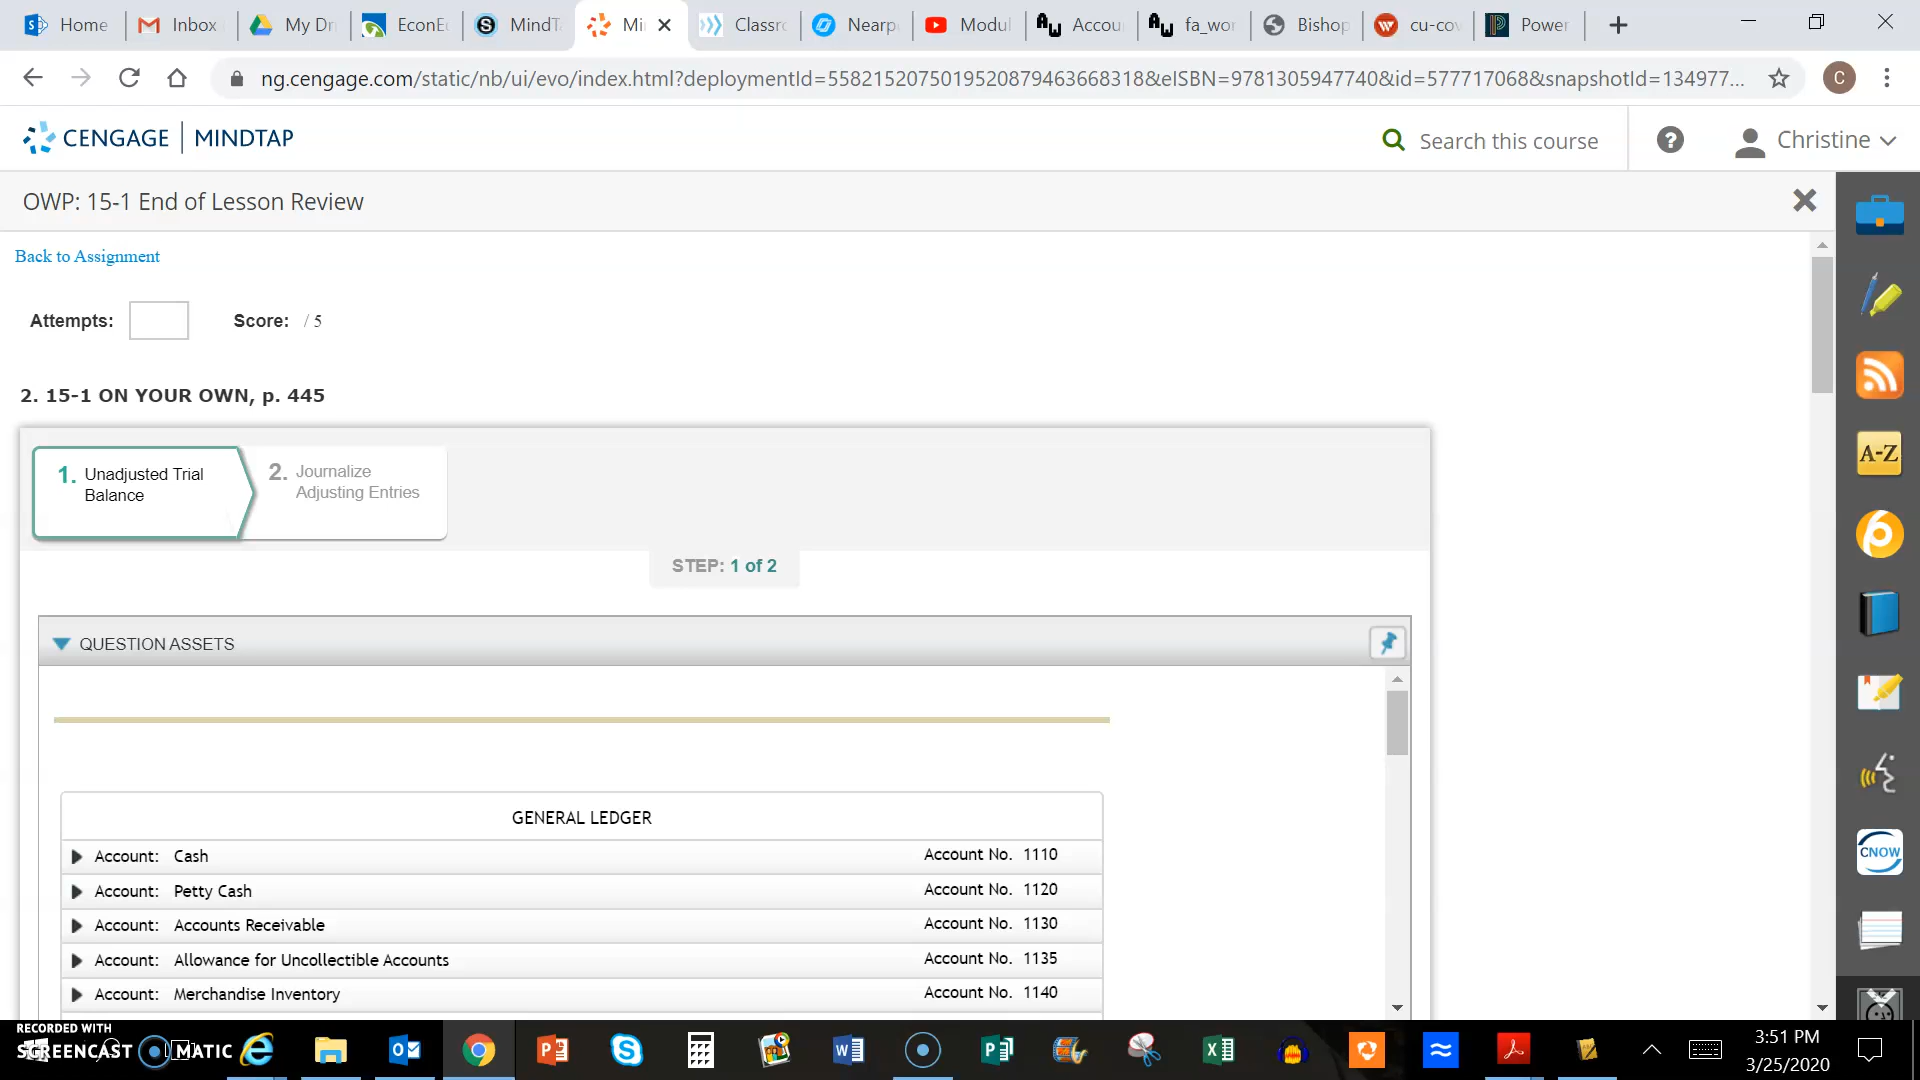 Home Inbox My Dr EconE MindT Mi Classro Nearp Modul Accou fa_wor Bishop cu-cov Power
ng.cengage.com/static/nb/ui/evo/index.html?deploymentId=5582152075019520879463668318&eISBN=9781305947740&id=577717068&snapshotId=134977...
C
CENGAGE | MINDTAP
Search this course
Christine
OWP: 15-1 End of Lesson Review
Back to Assignment
Attempts: Score: / 5
2. 15-1 ON YOUR OWN, p. 445
1. Unadjusted Trial Balance
2. Journalize Adjusting Entries
STEP: 1 of 2
QUESTION ASSETS
GENERAL LEDGER
Account: Cash Account No. 1110
Account: Petty Cash Account No. 1120
Account: Accounts Receivable Account No. 1130
Account: Allowance for Uncollectible Accounts Account No. 1135
Account: Merchandise Inventory Account No. 1140
A-Z
CNOW
RECORDED WITH
SCREENCAST MATIC
3:51 PM
3/25/2020